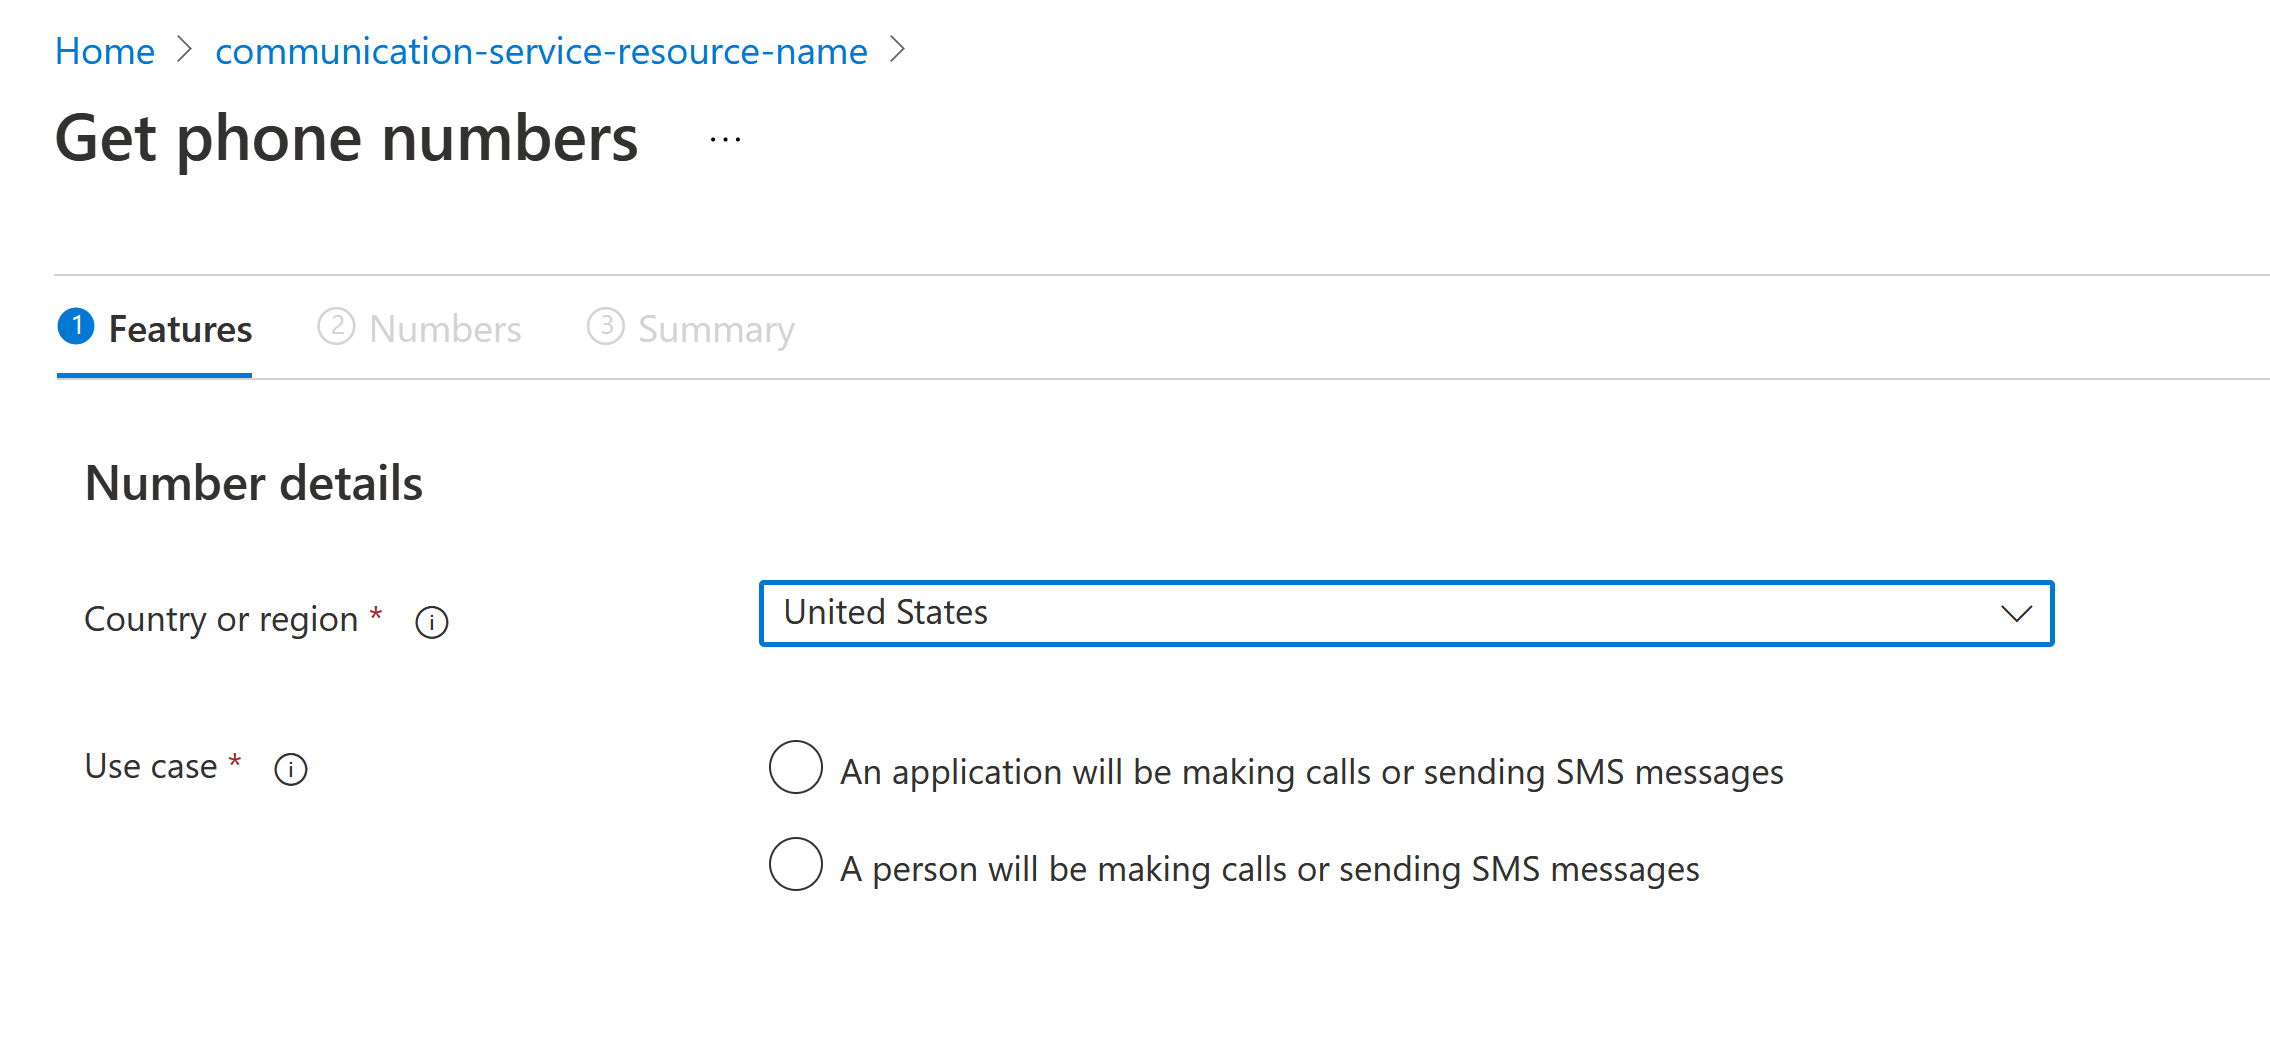 Home > communication-service-resource-name >
Get phone numbers ...
1 Features 2 Numbers 3 Summary
Number details
Country or region * i United States
Use case * i An application will be making calls or sending SMS messages
A person will be making calls or sending SMS messages